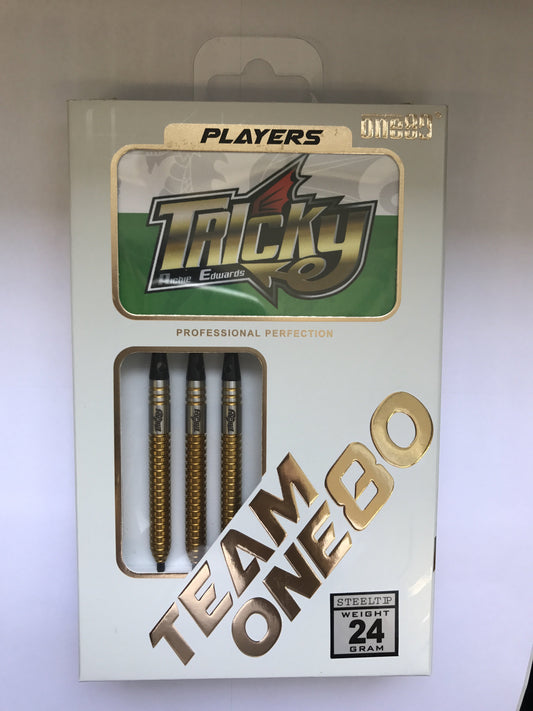 PLAYERS
one80
TRICKY
Richie Edwards
PROFESSIONAL PERFECTION
TEAM
ONE80
STEELTIP
WEIGHT
24
GRAM